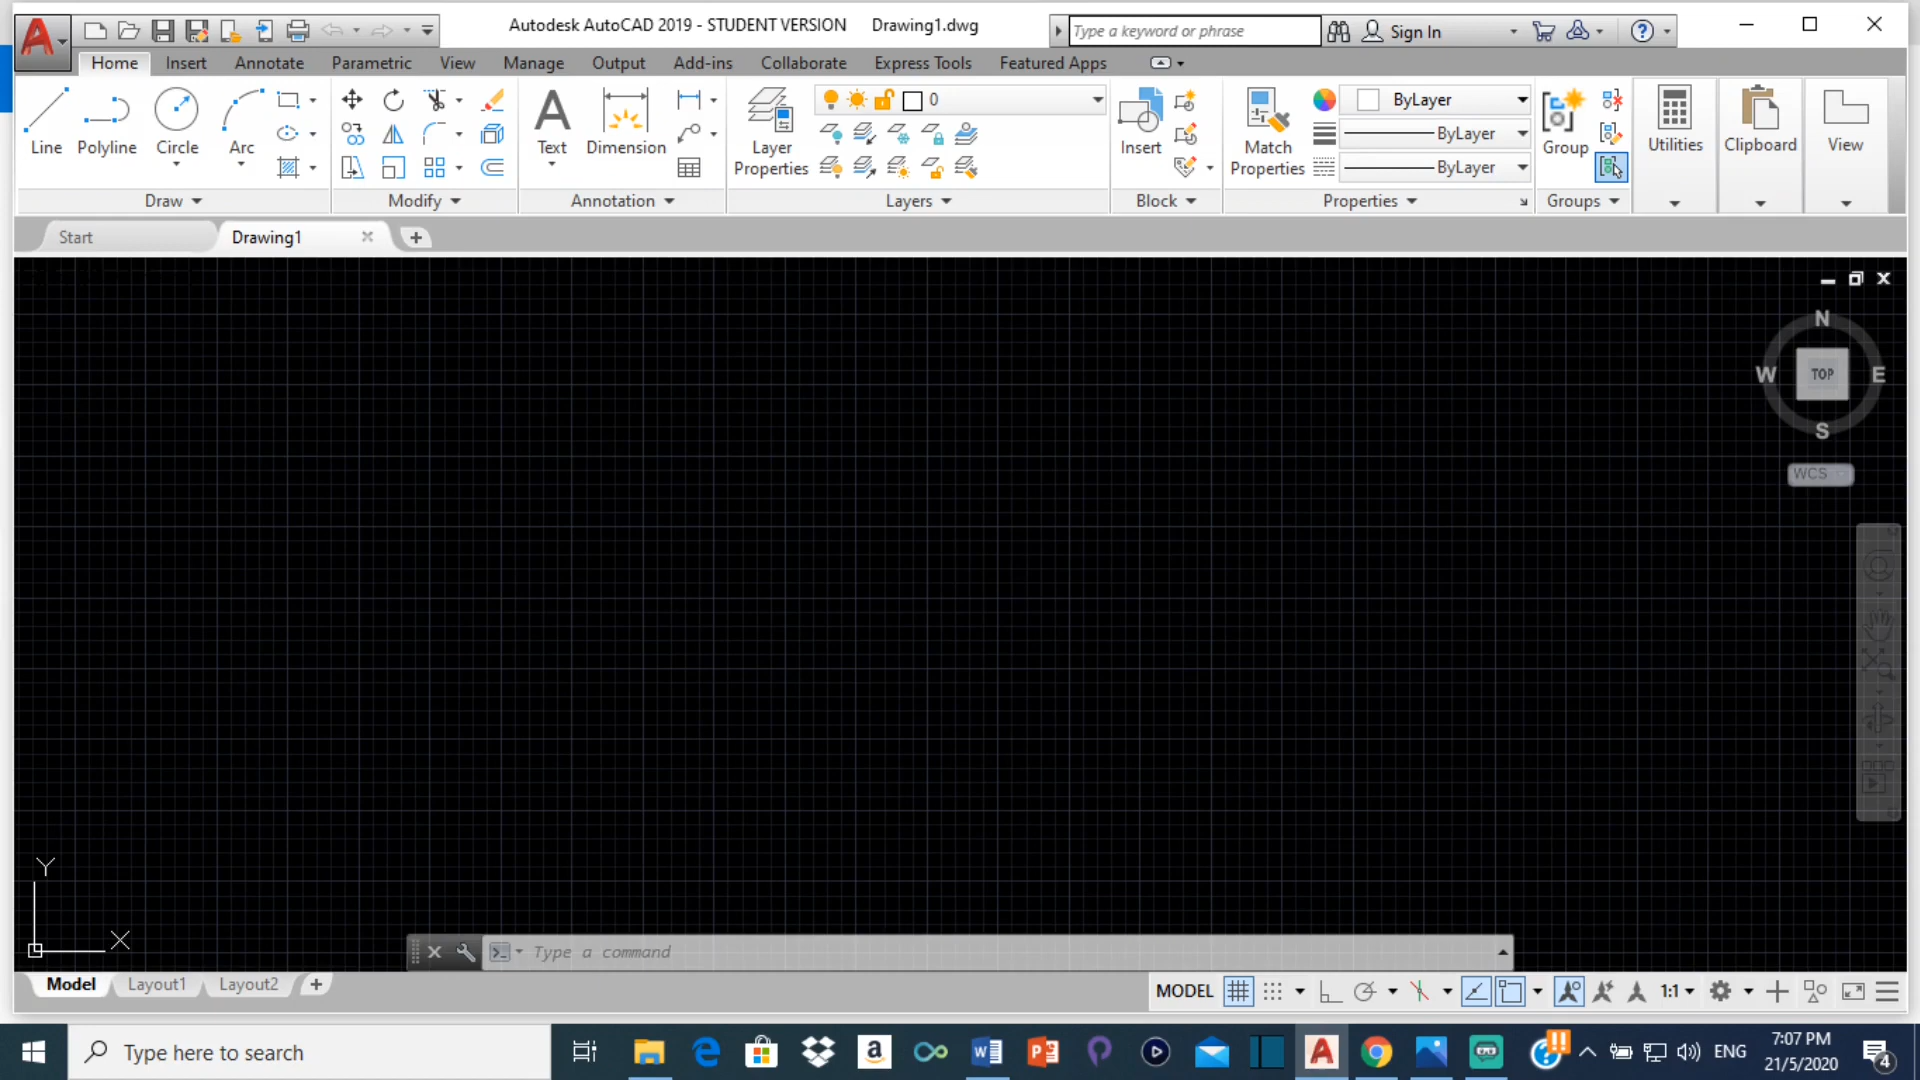 Autodesk AutoCAD 2019 - STUDENT VERSION Drawing1.dwg
Type a keyword or phrase
Sign In
Home Insert Annotate Parametric View Manage Output Add-ins Collaborate Express Tools Featured Apps
Line Polyline Circle Arc
Text Dimension
Layer Properties
0
Insert
Match Properties
ByLayer
ByLayer
ByLayer
Group
Utilities
Clipboard
View
Draw Modify Annotation Layers Block Properties Groups
Start Drawing1
N
W TOP E
S
WCS
Y
X
Type a command
Model Layout1 Layout2
MODEL 1:1
Type here to search
ENG
7:07 PM
21/5/2020
4